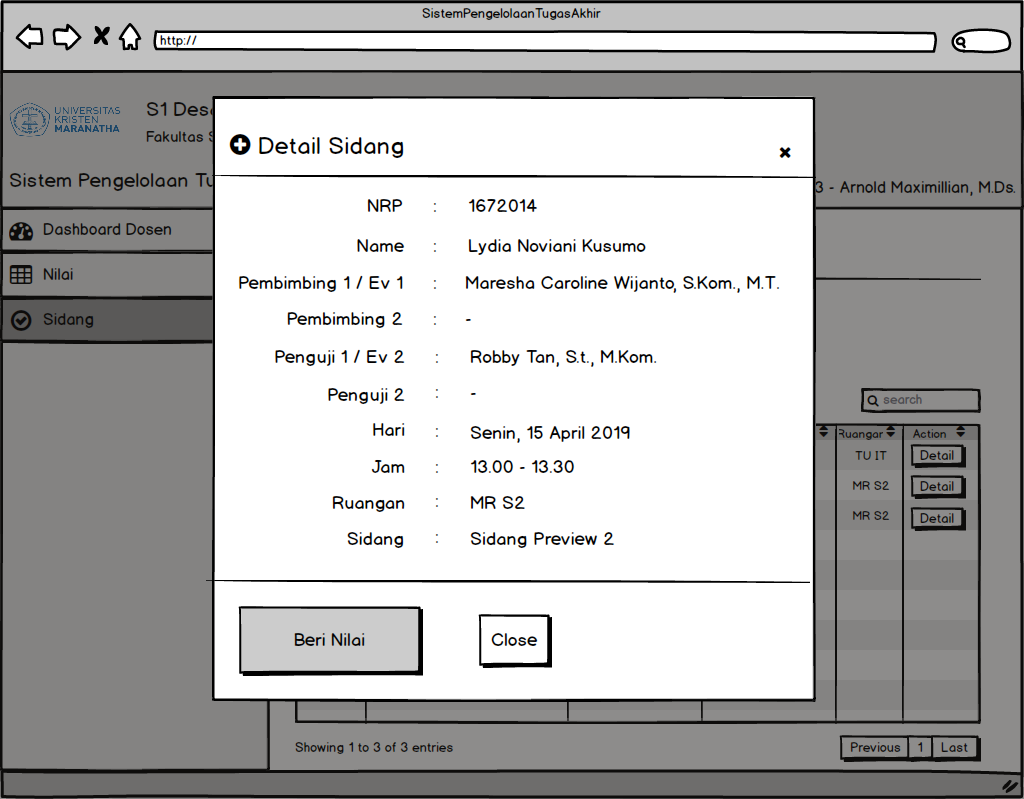 SistemPengelolaanTugasAkhir
http://
UNIVERSITAS
KRISTEN
MARANATHA
S1 Desa
Fakultas S
Sistem Pengelolaan Tu
3 - Arnold Maximillian, M.Ds.
Dashboard Dosen
Nilai
Sidang
Detail Sidang
NRP : 1672014
Name : Lydia Noviani Kusumo
Pembimbing 1 / Ev 1 : Maresha Caroline Wijanto, S.Kom., M.T.
Pembimbing 2 : -
Penguji 1 / Ev 2 : Robby Tan, S.t., M.Kom.
Penguji 2 : -
Hari : Senin, 15 April 2019
Jam : 13.00 - 13.30
Ruangan : MR S2
Sidang : Sidang Preview 2
Beri Nilai
Close
search
Ruangar Action
TU IT Detail
MR S2 Detail
MR S2 Detail
Showing 1 to 3 of 3 entries
Previous 1 Last